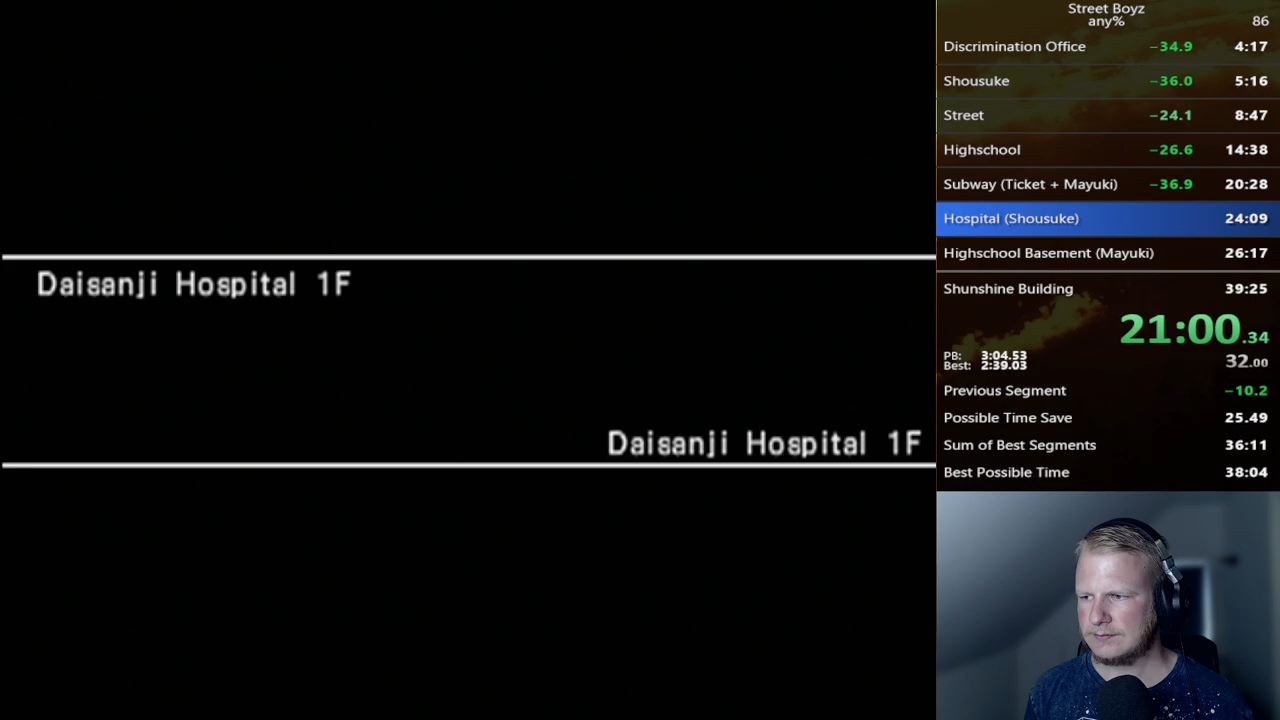 Daisanji Hospital 1F
Daisanji Hospital 1F
Street Boyz
any% 86
Discrimination Office −34.9 4:17
Shousuke −36.0 5:16
Street −24.1 8:47
Highschool −26.6 14:38
Subway (Ticket + Mayuki) −36.9 20:28
Hospital (Shousuke) 24:09
Highschool Basement (Mayuki) 26:17
Shunshine Building 39:25
21:00.34
PB: 3:04.53
Best: 2:39.03
32.00
Previous Segment −10.2
Possible Time Save 25.49
Sum of Best Segments 36:11
Best Possible Time 38:04